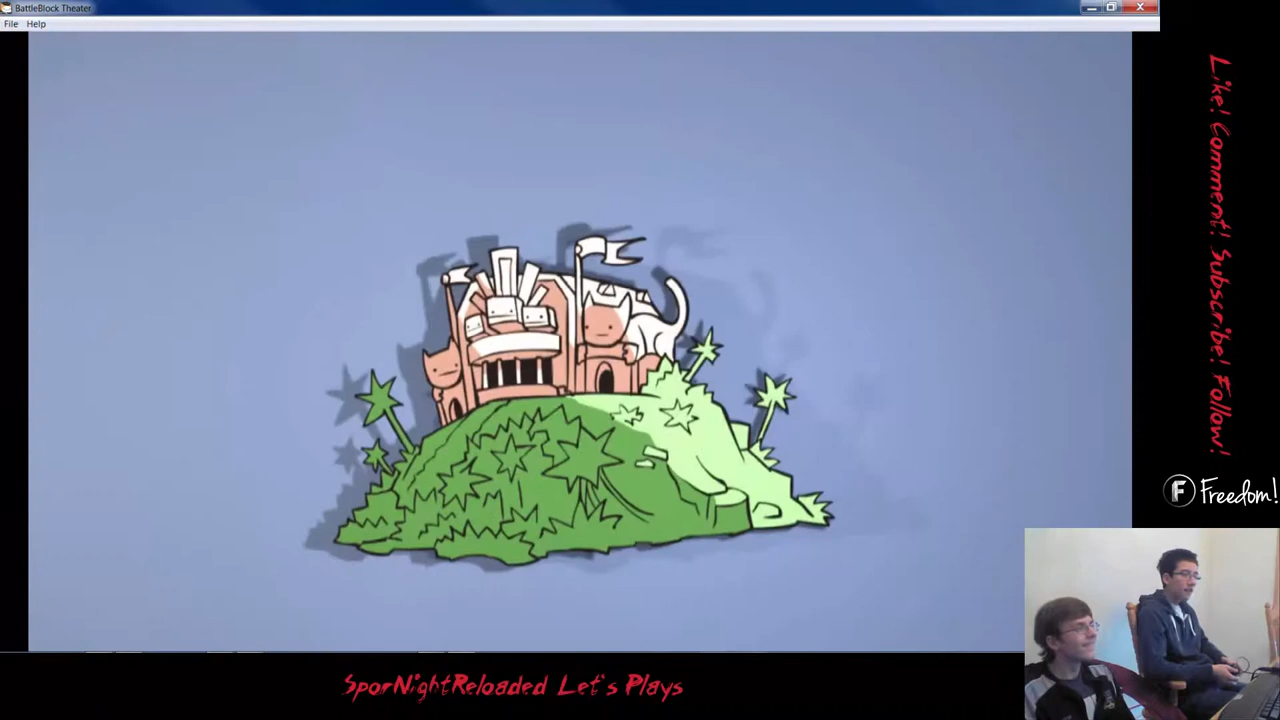 BattleBlock Theater
File Help
Like! Comment! Subscribe! Follow!
F Freedom!
SporNightReloaded Let's Plays